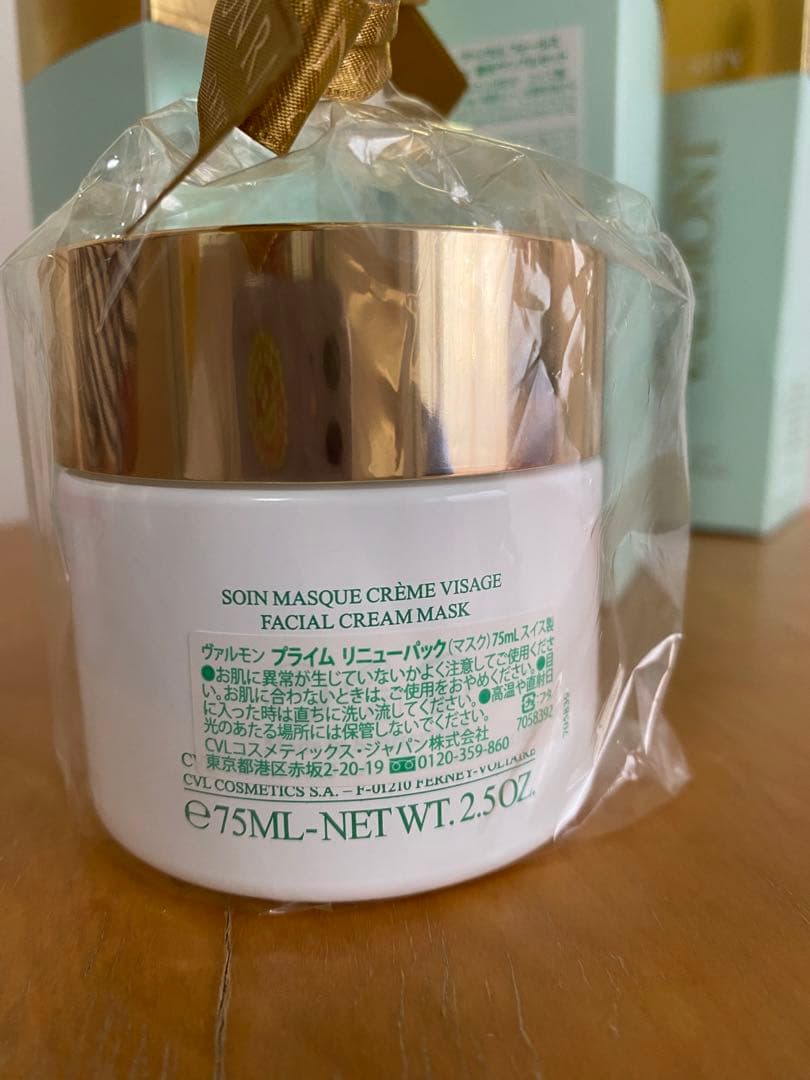 SOIN MASQUE CRÈME VISAGE
FACIAL CREAM MASK
ヴァルモン プライム リニューパック(マスク)75mL スイス製
●お肌に異常が生じていないかよく注意してご使用くださ
い。お肌に合わないときは、ご使用をおやめください。●目
に入った時は直ちに洗い流してください。●高温や直射日
光のあたる場所には保管しないでください。
CVLコスメティックス・ジャパン株式会社 7058392
東京都港区赤坂2-20-19 0120-359-860
CVL COSMETICS S.A. – F-01210 FERNEY-VOLTAIRE
℮75ML-NET WT. 2.5OZ.